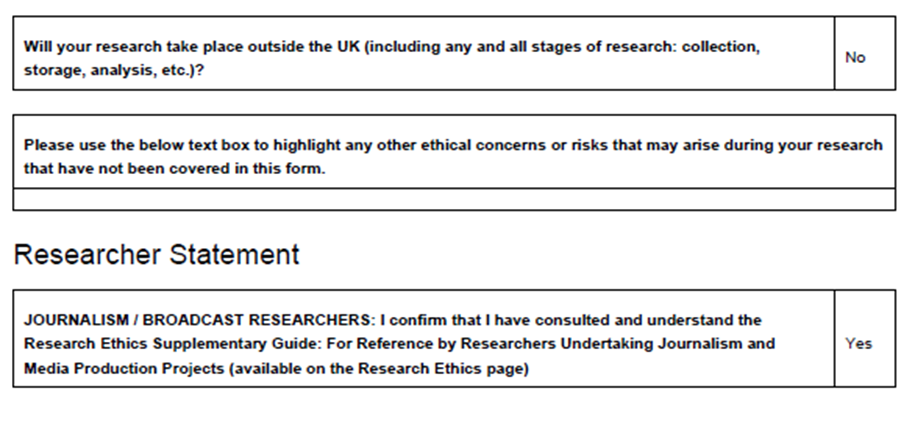 Will your research take place outside the UK (including any and all stages of research: collection,
storage, analysis, etc.)?
No
Please use the below text box to highlight any other ethical concerns or risks that may arise during your research
that have not been covered in this form.
Researcher Statement
JOURNALISM / BROADCAST RESEARCHERS: I confirm that I have consulted and understand the
Research Ethics Supplementary Guide: For Reference by Researchers Undertaking Journalism and
Media Production Projects (available on the Research Ethics page)
Yes